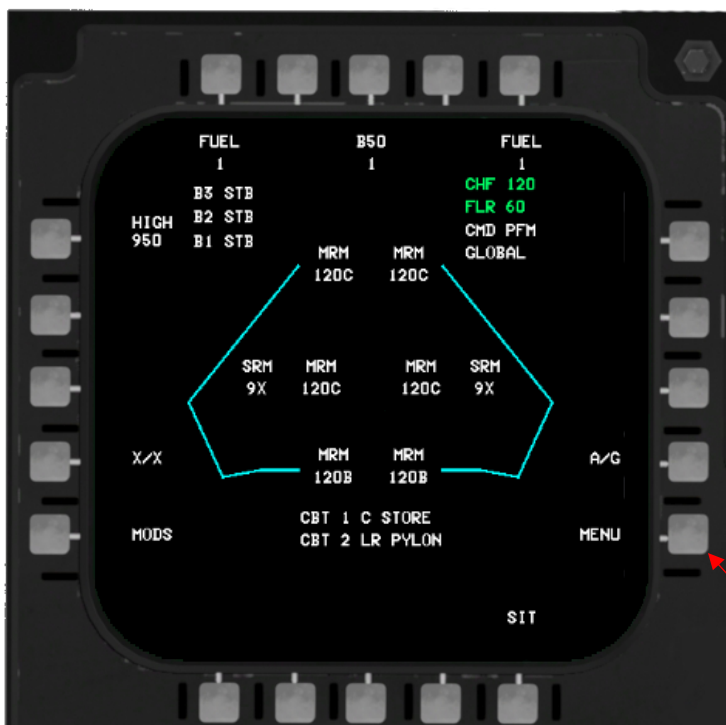 FUEL B50 FUEL
1 1 1
CHF 120
B3 STB
FLR 60
B2 STB
HIGH
CMD PFM
950 B1 STB
GLOBAL
MRM MRM
120C 120C
SRM MRM MRM SRM
9X 120C 120C 9X
X/X MRM MRM A/G
120B 120B
CBT 1 C STORE
MODS MENU
CBT 2 LR PYLON
SIT